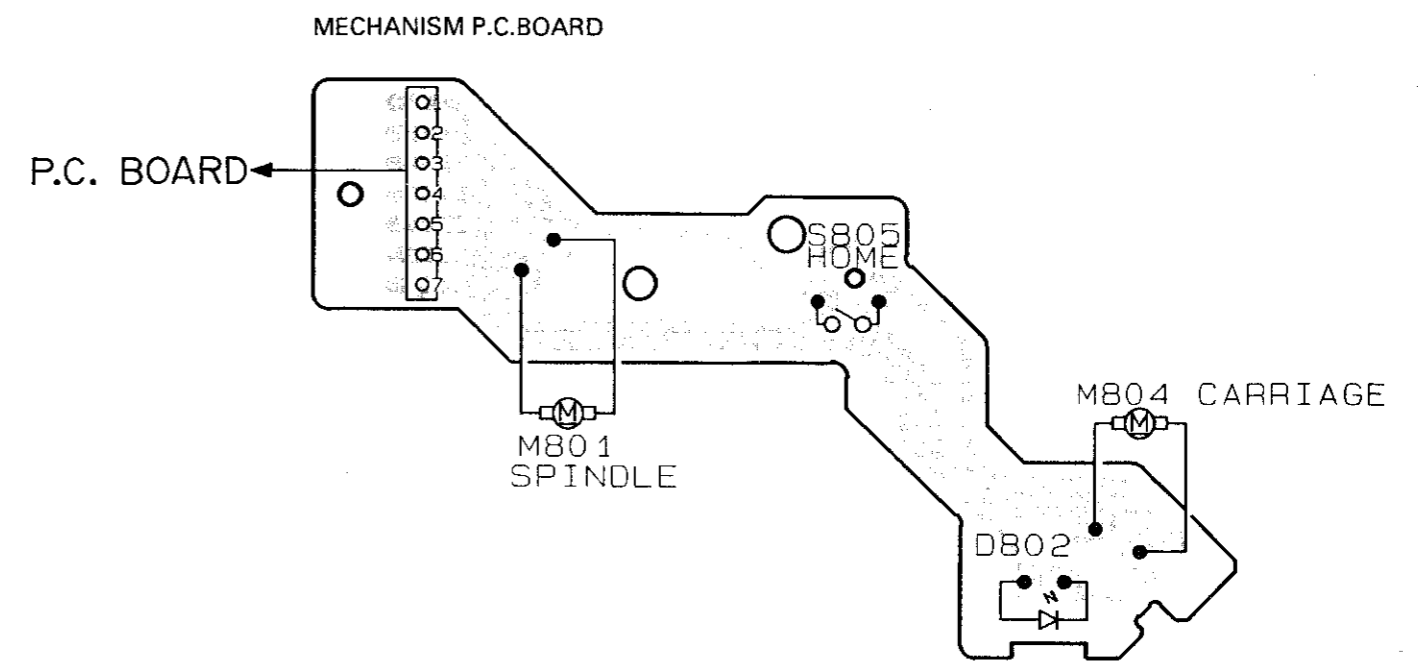 MECHANISM P.C.BOARD
1
2
P.C. BOARD
3
4
5
6
7
S805
HOME
M
M801
SPINDLE
M804 CARRIAGE
M
D802